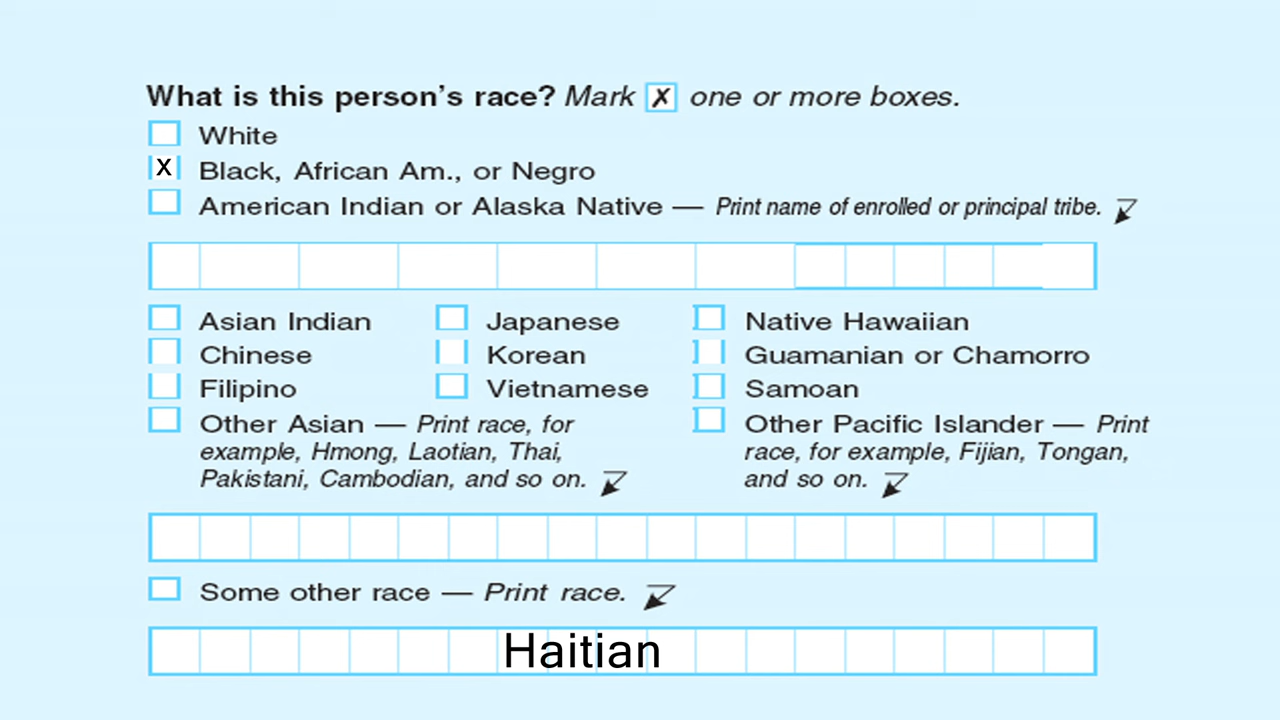 What is this person's race? Mark X one or more boxes.
White
X Black, African Am., or Negro
American Indian or Alaska Native — Print name of enrolled or principal tribe.
Asian Indian Japanese Native Hawaiian
Chinese Korean Guamanian or Chamorro
Filipino Vietnamese Samoan
Other Asian — Print race, for
example, Hmong, Laotian, Thai,
Pakistani, Cambodian, and so on.
Other Pacific Islander — Print
race, for example, Fijian, Tongan,
and so on.
Some other race — Print race.
Haitian